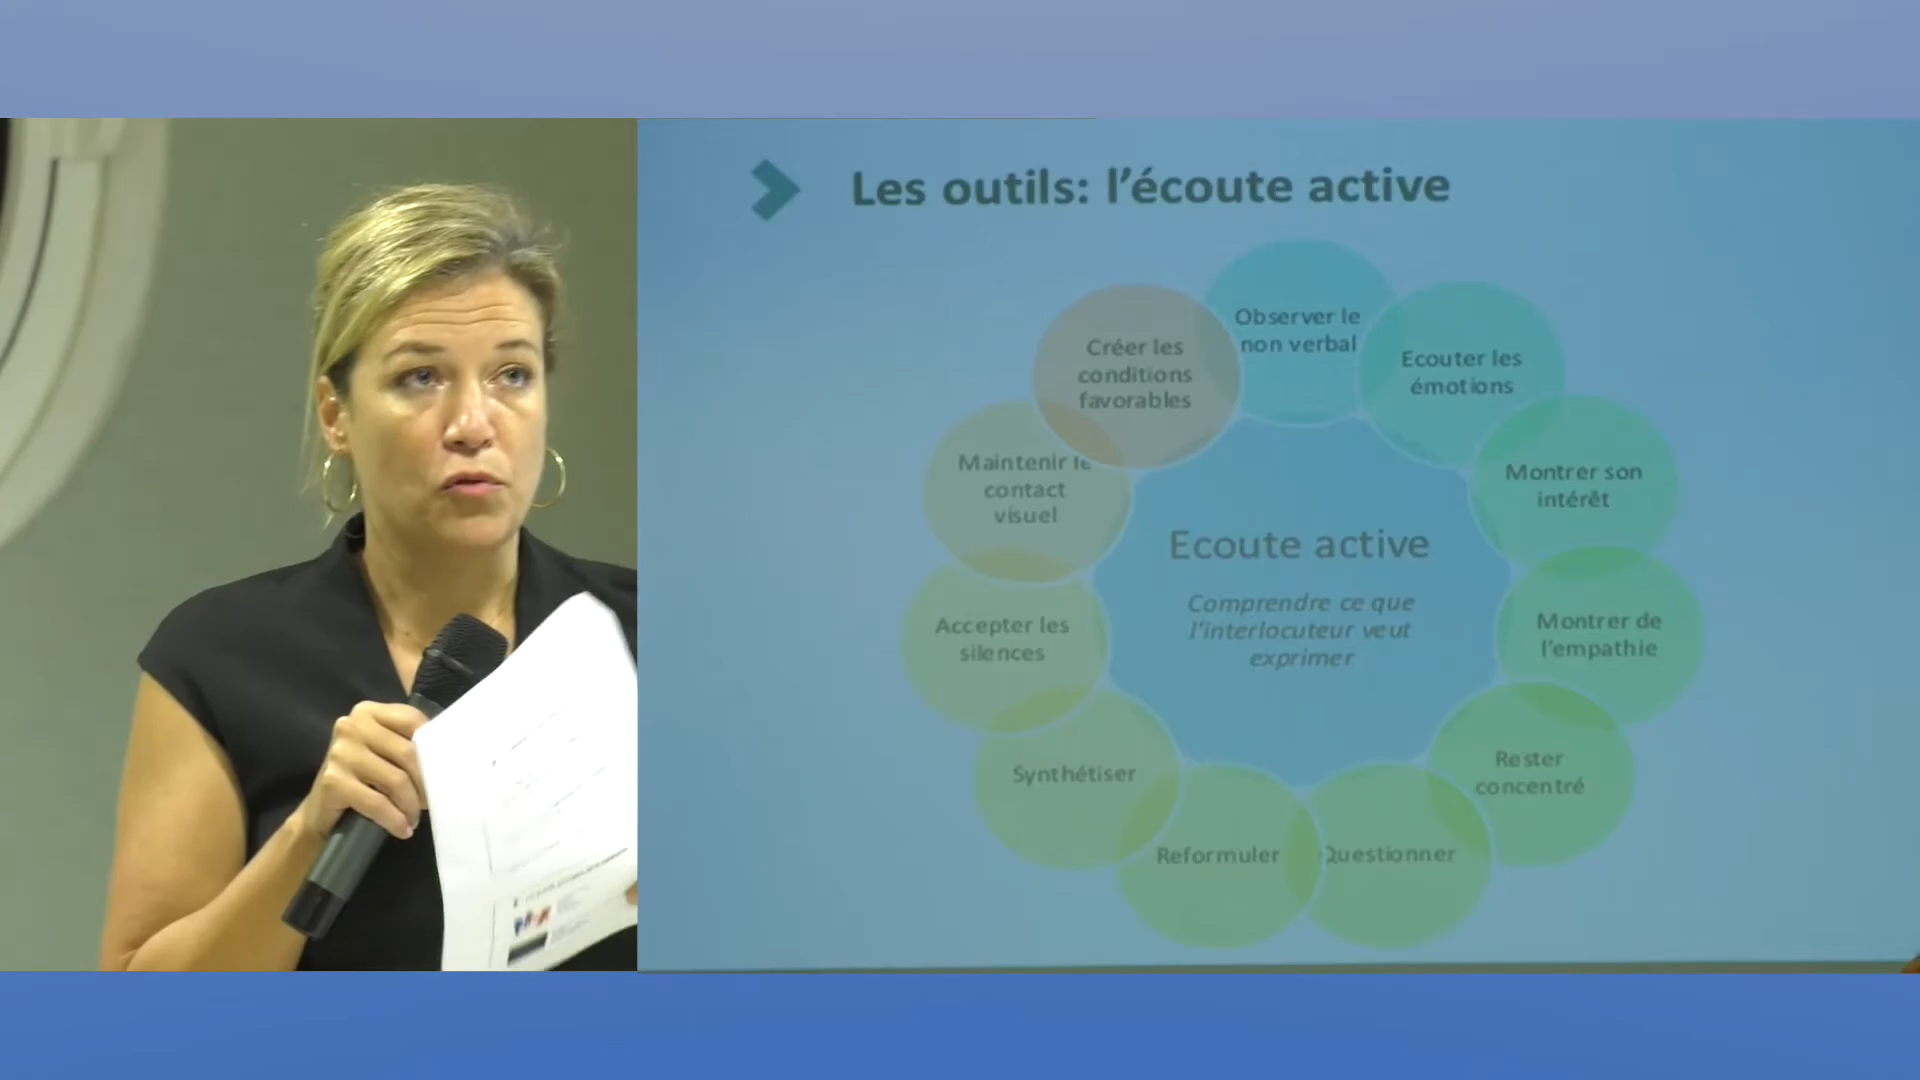 Les outils: l'écoute active
Observer le
non verbal
Ecouter les
émotions
Montrer son
intérêt
Montrer de
l'empathie
Rester
concentré
Questionner
Reformuler
Synthétiser
Accepter les
silences
Maintenir le
contact
visuel
Créer les
conditions
favorables
Ecoute active
Comprendre ce que
l'interlocuteur veut
exprimer